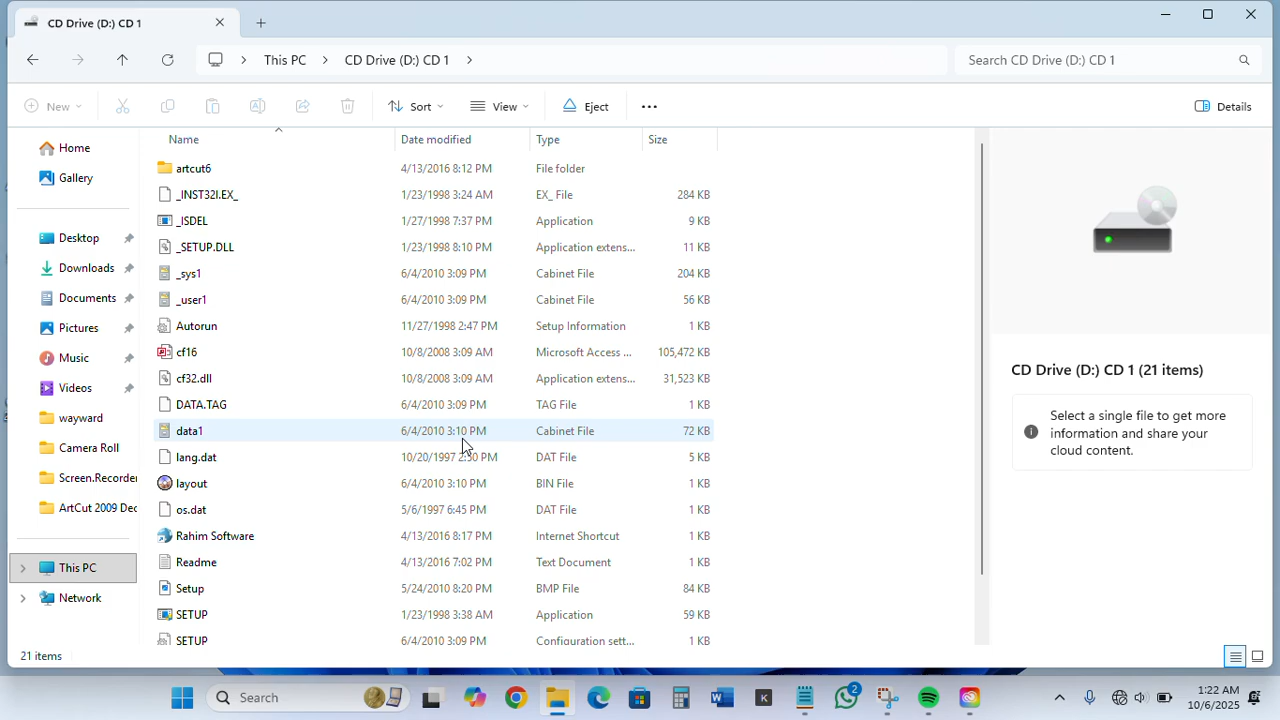 CD Drive (D:) CD 1
This PC > CD Drive (D:) CD 1 >
Search CD Drive (D:) CD 1
New
Sort
View
Eject
Details
Name Date modified Type Size
Home
Gallery
Desktop
Downloads
Documents
Pictures
Music
Videos
wayward
Camera Roll
Screen.Recorde
ArtCut 2009 Dec
This PC
Network
artcut6 4/13/2016 8:12 PM File folder
_INST32I.EX_ 1/23/1998 3:24 AM EX_ File 284 KB
_ISDEL 1/27/1998 7:37 PM Application 9 KB
_SETUP.DLL 1/23/1998 8:10 PM Application extens... 11 KB
_sys1 6/4/2010 3:09 PM Cabinet File 204 KB
_user1 6/4/2010 3:09 PM Cabinet File 56 KB
Autorun 11/27/1998 2:47 PM Setup Information 1 KB
cf16 10/8/2008 3:09 AM Microsoft Access ... 105,472 KB
cf32.dll 10/8/2008 3:09 AM Application extens... 31,523 KB
DATA.TAG 6/4/2010 3:09 PM TAG File 1 KB
data1 6/4/2010 3:10 PM Cabinet File 72 KB
lang.dat 10/20/1997 PM DAT File 5 KB
layout 6/4/2010 3:10 PM BIN File 1 KB
os.dat 5/6/1997 6:45 PM DAT File 1 KB
Rahim Software 4/13/2016 8:17 PM Internet Shortcut 1 KB
Readme 4/13/2016 7:02 PM Text Document 1 KB
Setup 5/24/2010 8:20 PM BMP File 84 KB
SETUP 1/23/1998 3:38 AM Application 59 KB
SETUP 6/4/2010 3:09 PM Configuration sett... 1 KB
CD Drive (D:) CD 1 (21 items)
Select a single file to get more
information and share your
cloud content.
21 items
Search
K
2
1:22 AM
10/6/2025